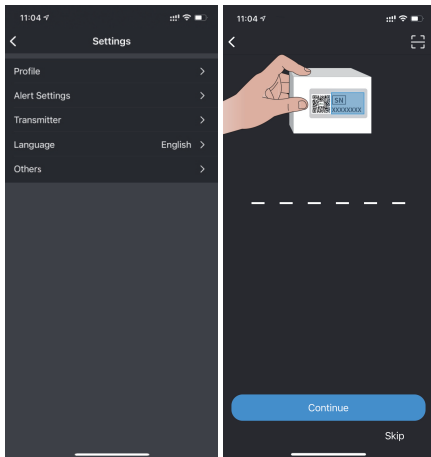 11:04
Settings
Profile
Alert Settings
Transmitter
Language English
Others
11:04
SN
XXXXXXXX
Continue
Skip